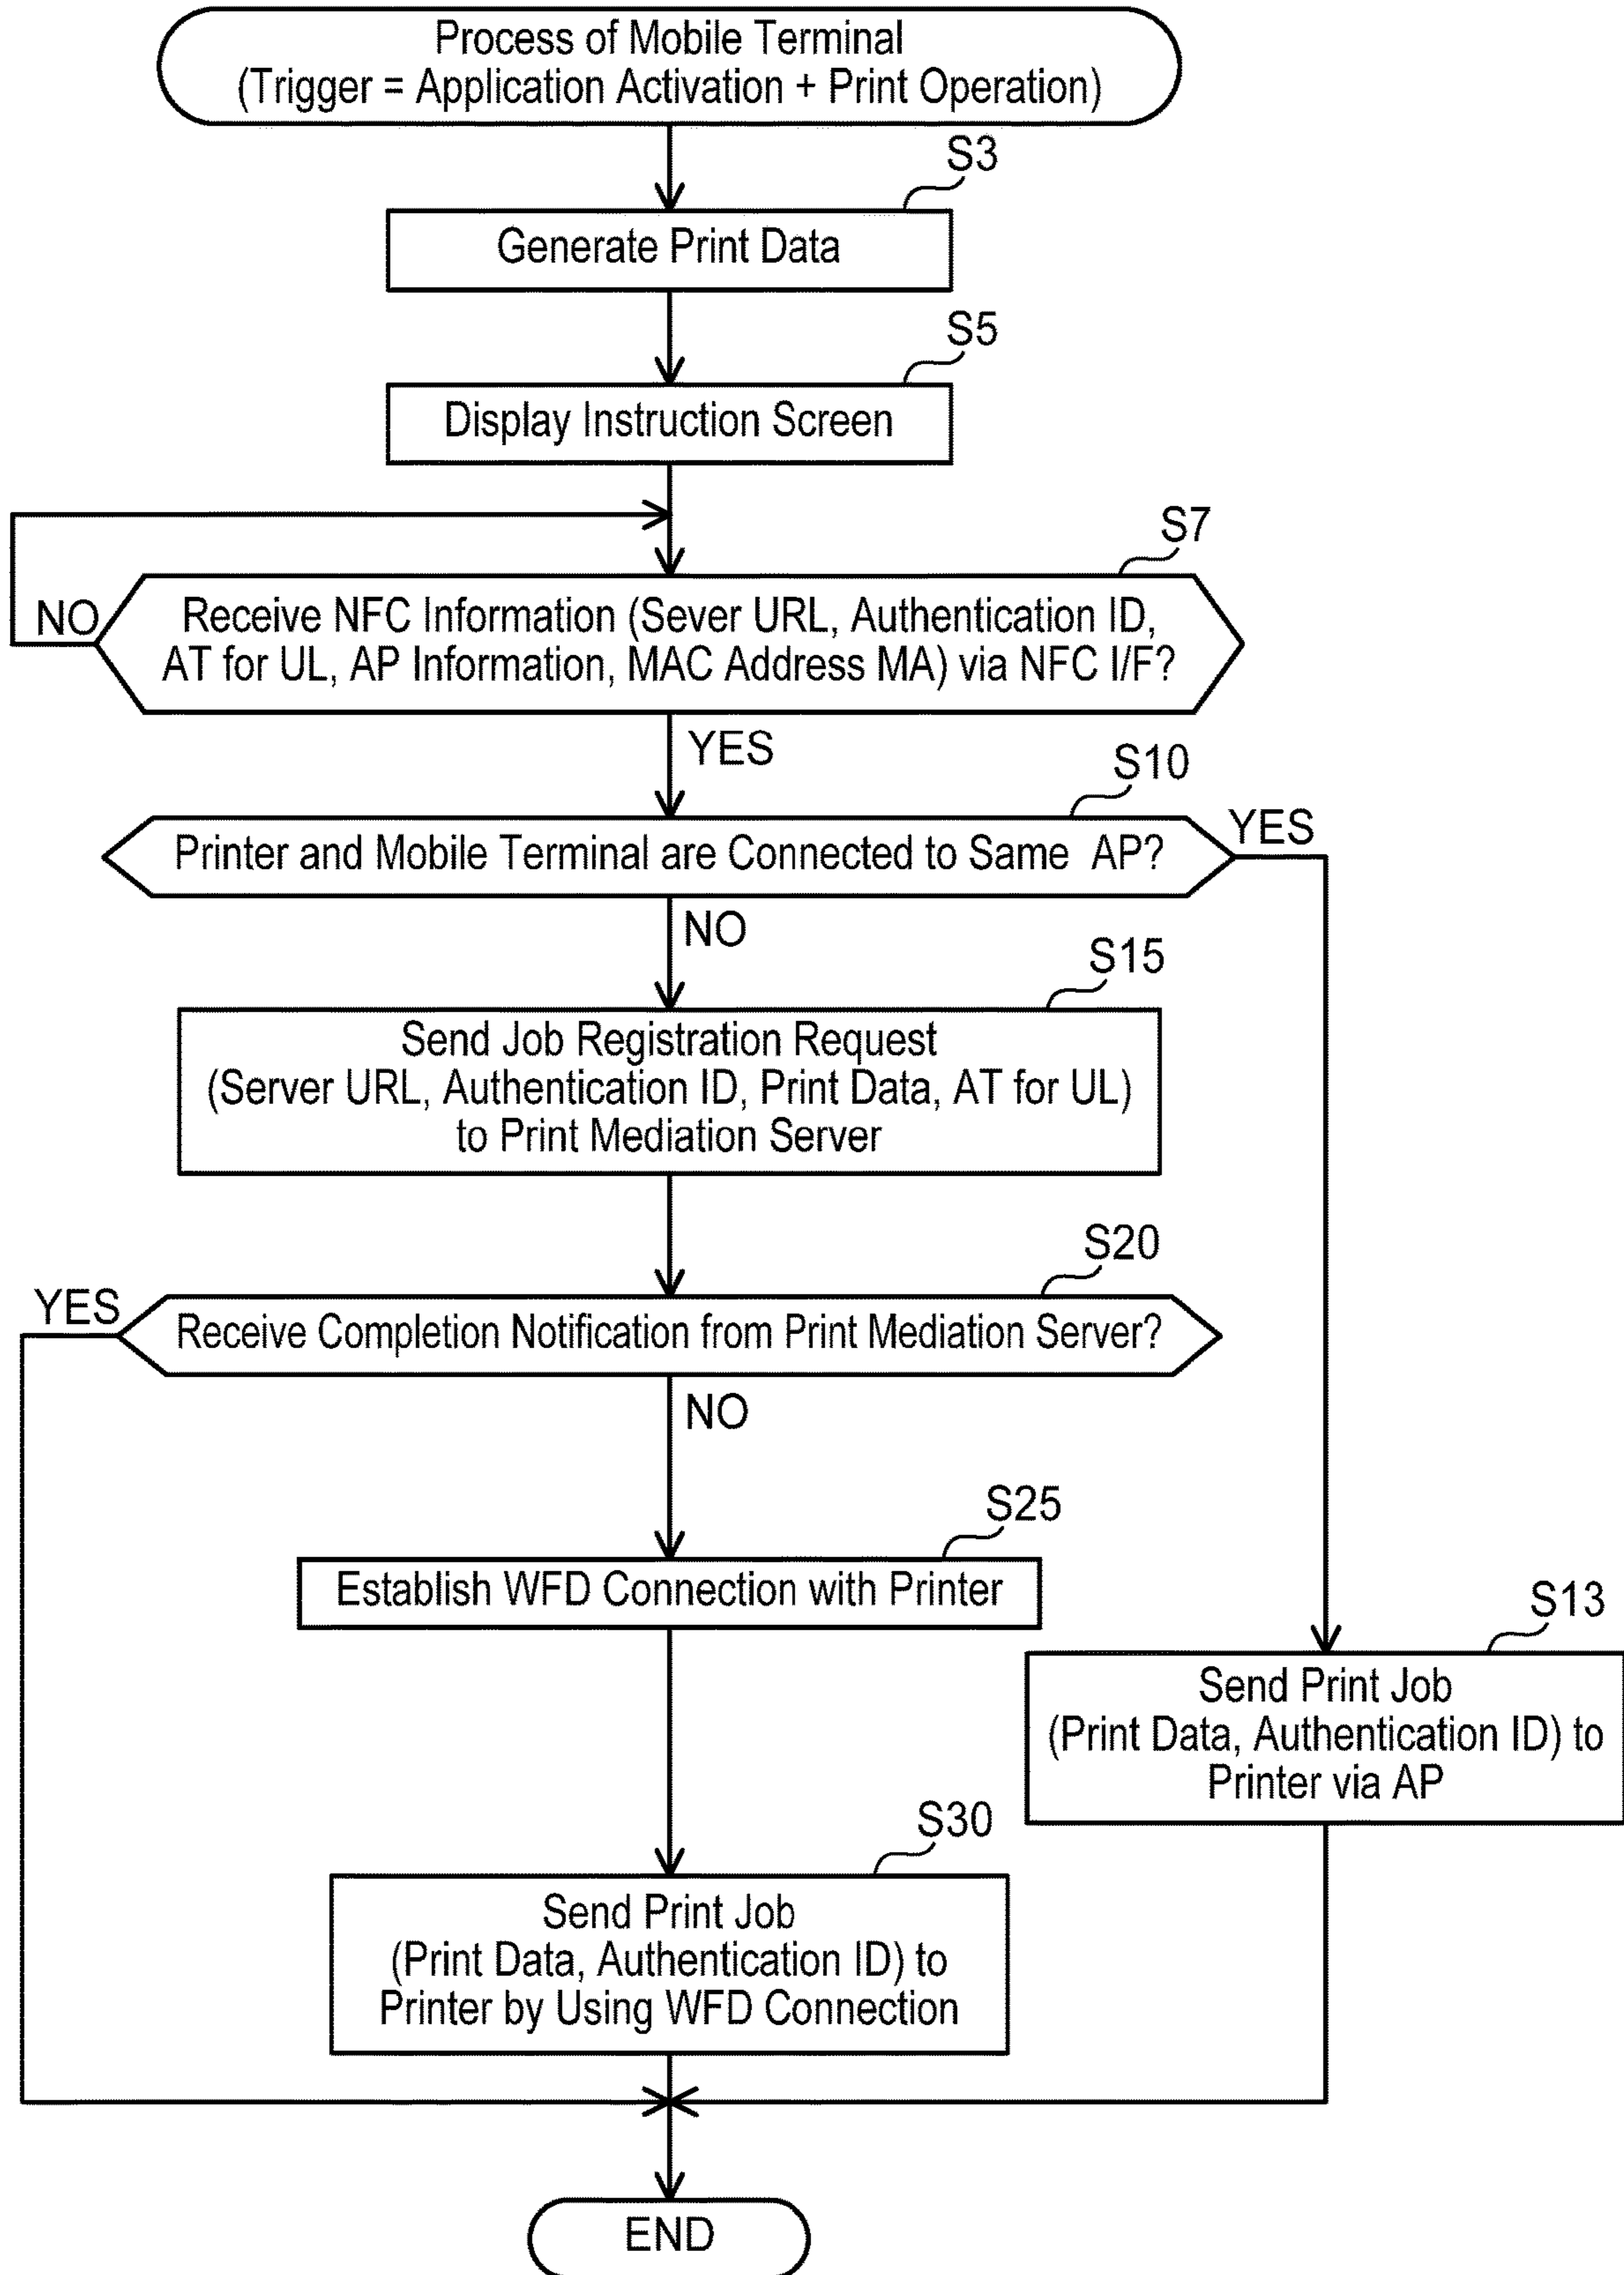 Process of Mobile Terminal
(Trigger = Application Activation + Print Operation)
S3
Generate Print Data
S5
Display Instruction Screen
S7
NO
Receive NFC Information (Sever URL, Authentication ID,
AT for UL, AP Information, MAC Address MA) via NFC I/F?
YES
S10
YES
Printer and Mobile Terminal are Connected to Same AP?
NO
S15
Send Job Registration Request
(Server URL, Authentication ID, Print Data, AT for UL)
to Print Mediation Server
S20
YES
Receive Completion Notification from Print Mediation Server?
NO
S25
Establish WFD Connection with Printer
S13
Send Print Job
(Print Data, Authentication ID) to
Printer via AP
S30
Send Print Job
(Print Data, Authentication ID) to
Printer by Using WFD Connection
END